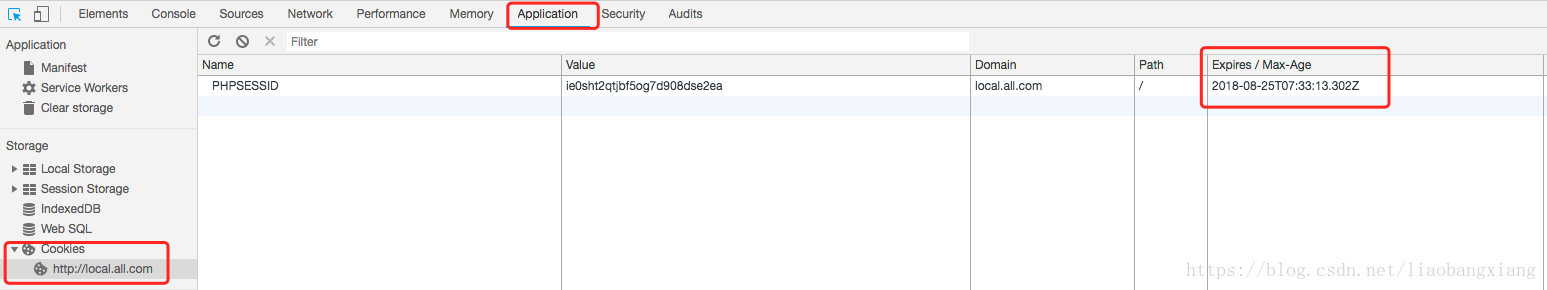 Elements Console Sources Network Performance Memory Application Security Audits
Application
Filter
Manifest
Service Workers
Clear storage
Storage
Local Storage
Session Storage
IndexedDB
Web SQL
Cookies
http://local.all.com
Name Value Domain Path Expires / Max-Age
PHPSESSID ie0sht2qtjbf5og7d908dse2ea local.all.com / 2018-08-25T07:33:13.302Z
https://blog.csdn.net/liaobangxiang